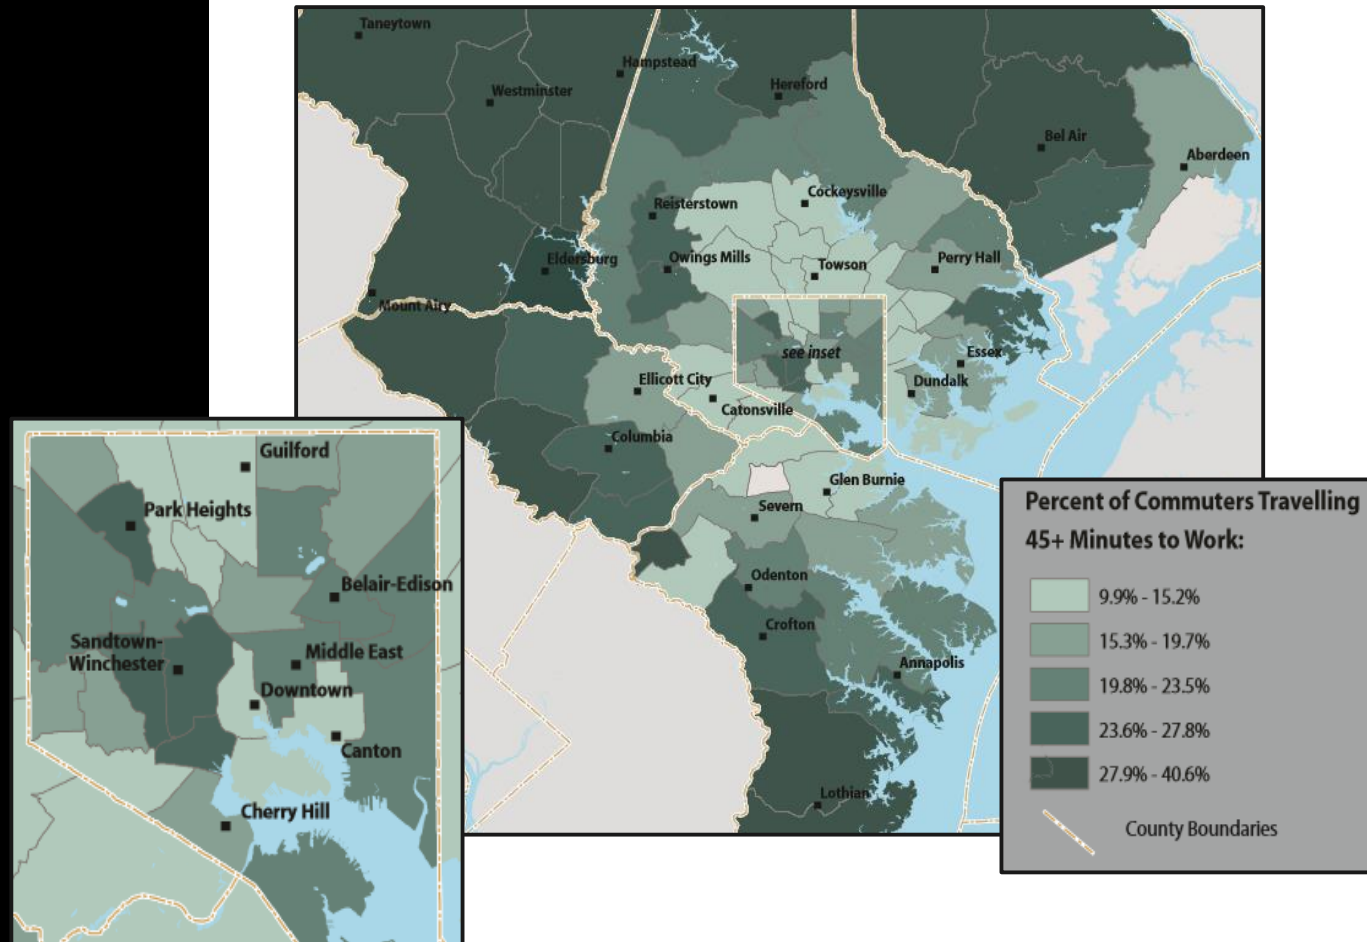 Taneytown
Hampstead
Westminster
Hereford
Bel Air
Aberdeen
Cockeysville
Reisterstown
Eldersburg
Owings Mills
Towson
Perry Hall
Mount Airy
see inset
Essex
Ellicott City
Dundalk
Catonsville
Columbia
Glen Burnie
Severn
Odenton
Crofton
Annapolis
Lothian
Guilford
Park Heights
Belair-Edison
Sandtown-
Winchester
Middle East
Downtown
Canton
Cherry Hill
Percent of Commuters Travelling
45+ Minutes to Work:
9.9% - 15.2%
15.3% - 19.7%
19.8% - 23.5%
23.6% - 27.8%
27.9% - 40.6%
County Boundaries